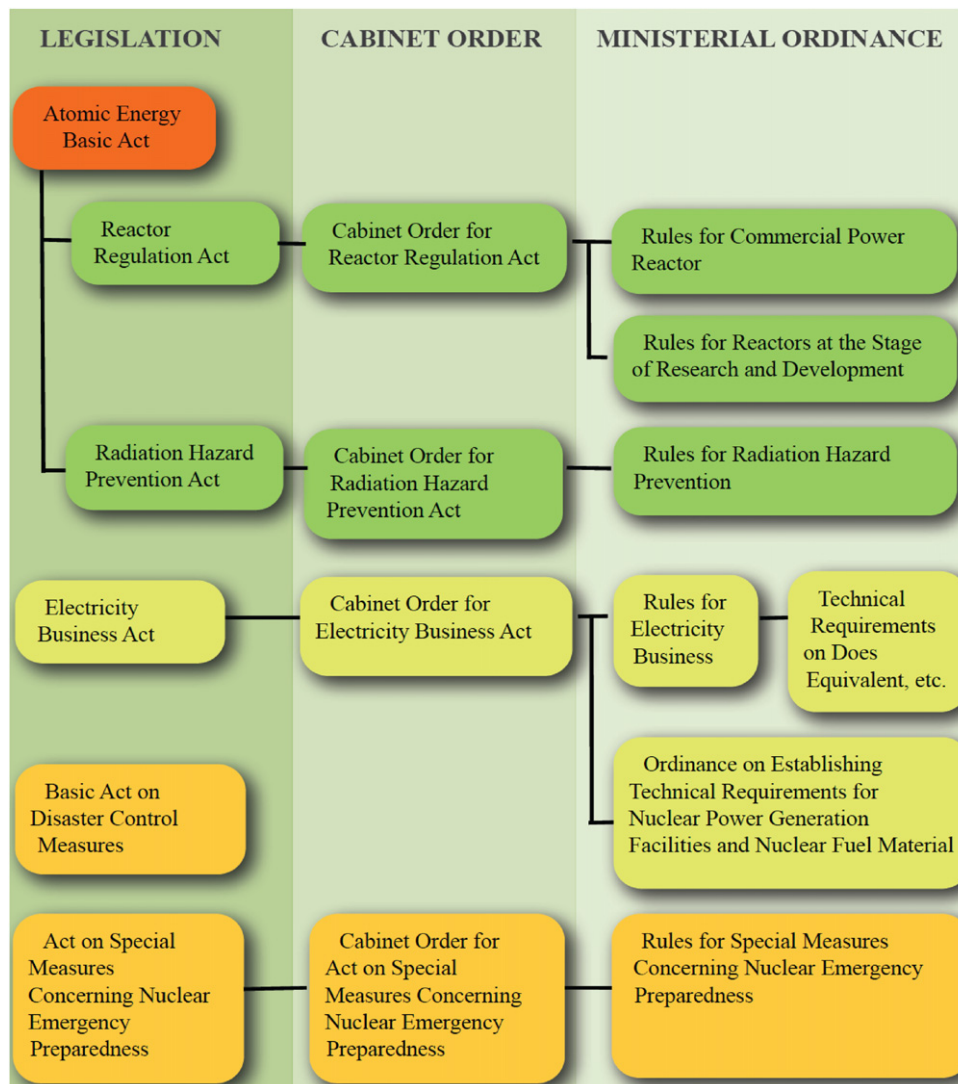 LEGISLATION
CABINET ORDER
MINISTERIAL ORDINANCE
Atomic Energy
Basic Act
Reactor
Regulation Act
Cabinet Order for
Reactor Regulation Act
Rules for Commercial Power
Reactor
Rules for Reactors at the Stage
of Research and Development
Radiation Hazard
Prevention Act
Cabinet Order for
Radiation Hazard
Prevention Act
Rules for Radiation Hazard
Prevention
Electricity
Business Act
Cabinet Order for
Electricity Business Act
Rules for
Electricity
Business
Technical
Requirements
on Does
Equivalent, etc.
Ordinance on Establishing
Technical Requirements for
Nuclear Power Generation
Facilities and Nuclear Fuel Material
Basic Act on
Disaster Control
Measures
Act on Special
Measures
Concerning Nuclear
Emergency
Preparedness
Cabinet Order for
Act on Special
Measures Concerning
Nuclear Emergency
Preparedness
Rules for Special Measures
Concerning Nuclear Emergency
Preparedness